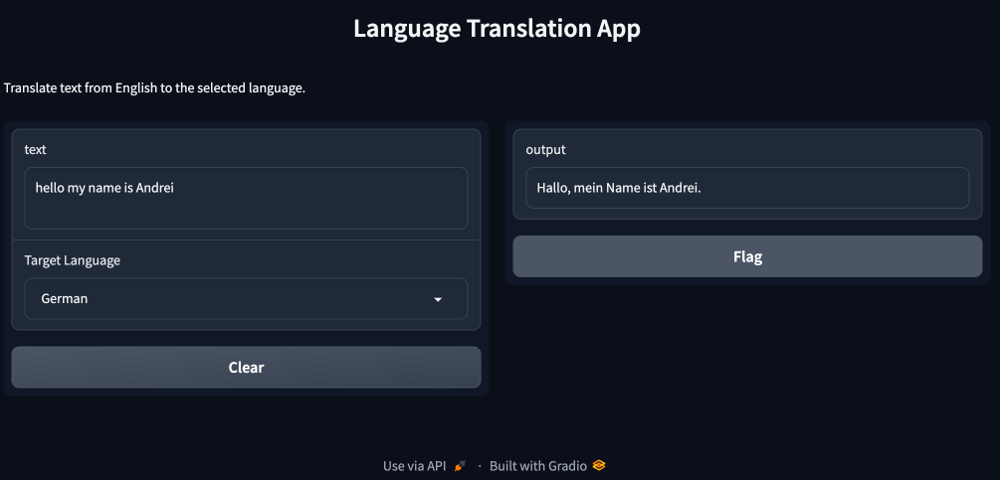 Language Translation App
Translate text from English to the selected language.
text
hello my name is Andrei
Target Language
German
Clear
output
Hallo, mein Name ist Andrei.
Flag
Use via API · Built with Gradio